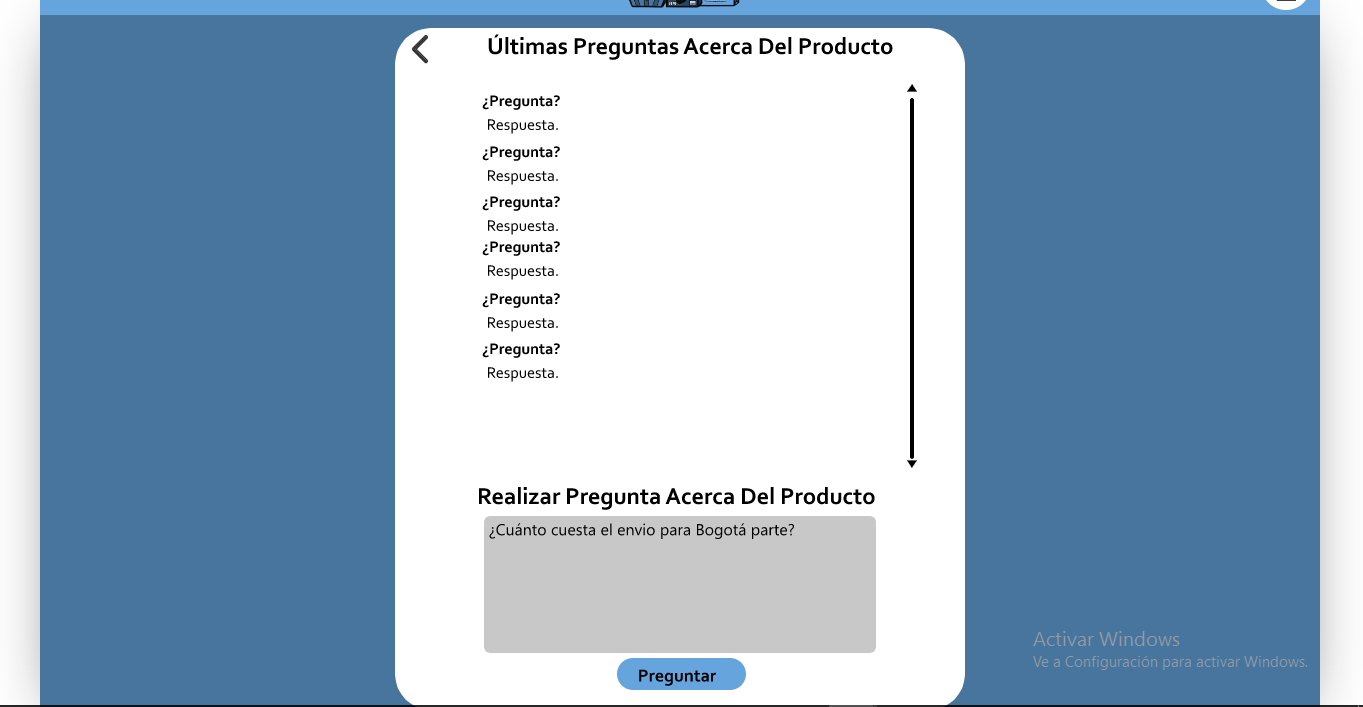 Últimas Preguntas Acerca Del Producto
¿Pregunta?
Respuesta.
¿Pregunta?
Respuesta.
¿Pregunta?
Respuesta.
¿Pregunta?
Respuesta.
¿Pregunta?
Respuesta.
¿Pregunta?
Respuesta.
Realizar Pregunta Acerca Del Producto
¿Cuánto cuesta el envio para Bogotá parte?
Preguntar
Activar Windows
Ve a Configuración para activar Windows.